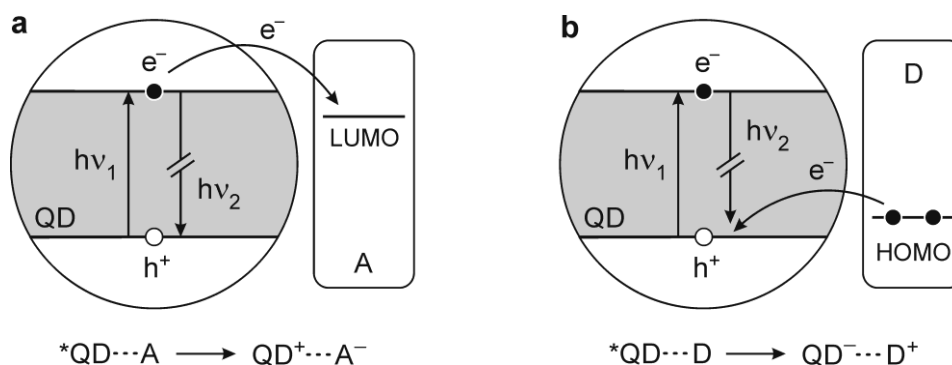 a
e⁻
e⁻
LUMO
hν₁
hν₂
QD
h⁺
A
*QD---A → QD⁺---A⁻
b
e⁻
D
hν₂
hν₁
e⁻
QD
HOMO
h⁺
*QD---D → QD⁻---D⁺